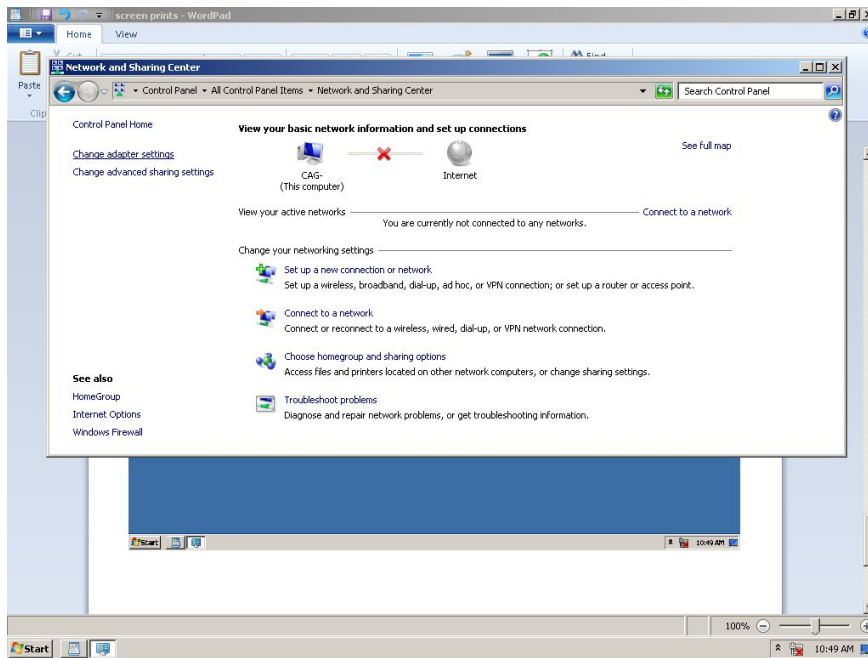 screen prints - WordPad
Home View
Cut
Find
Paste
Clip
Network and Sharing Center
Control Panel All Control Panel Items Network and Sharing Center
Search Control Panel
Control Panel Home
Change adapter settings
Change advanced sharing settings
View your basic network information and set up connections
See full map
CAG-
(This computer)
Internet
View your active networks
Connect to a network
You are currently not connected to any networks.
Change your networking settings
Set up a new connection or network
Set up a wireless, broadband, dial-up, ad hoc, or VPN connection; or set up a router or access point.
Connect to a network
Connect or reconnect to a wireless, wired, dial-up, or VPN network connection.
Choose homegroup and sharing options
Access files and printers located on other network computers, or change sharing settings.
Troubleshoot problems
Diagnose and repair network problems, or get troubleshooting information.
See also
HomeGroup
Internet Options
Windows Firewall
Start
10:49 AM
100%
Start
10:49 AM